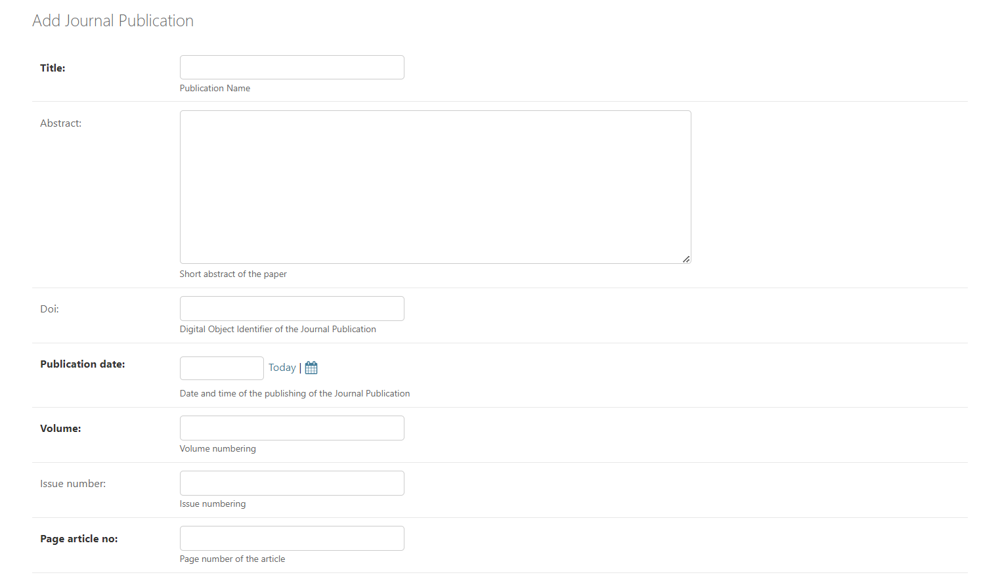 Add Journal Publication
Title:
Publication Name
Abstract:
Short abstract of the paper
Doi:
Digital Object Identifier of the Journal Publication
Publication date:
Today |
Date and time of the publishing of the Journal Publication
Volume:
Volume numbering
Issue number:
Issue numbering
Page article no:
Page number of the article